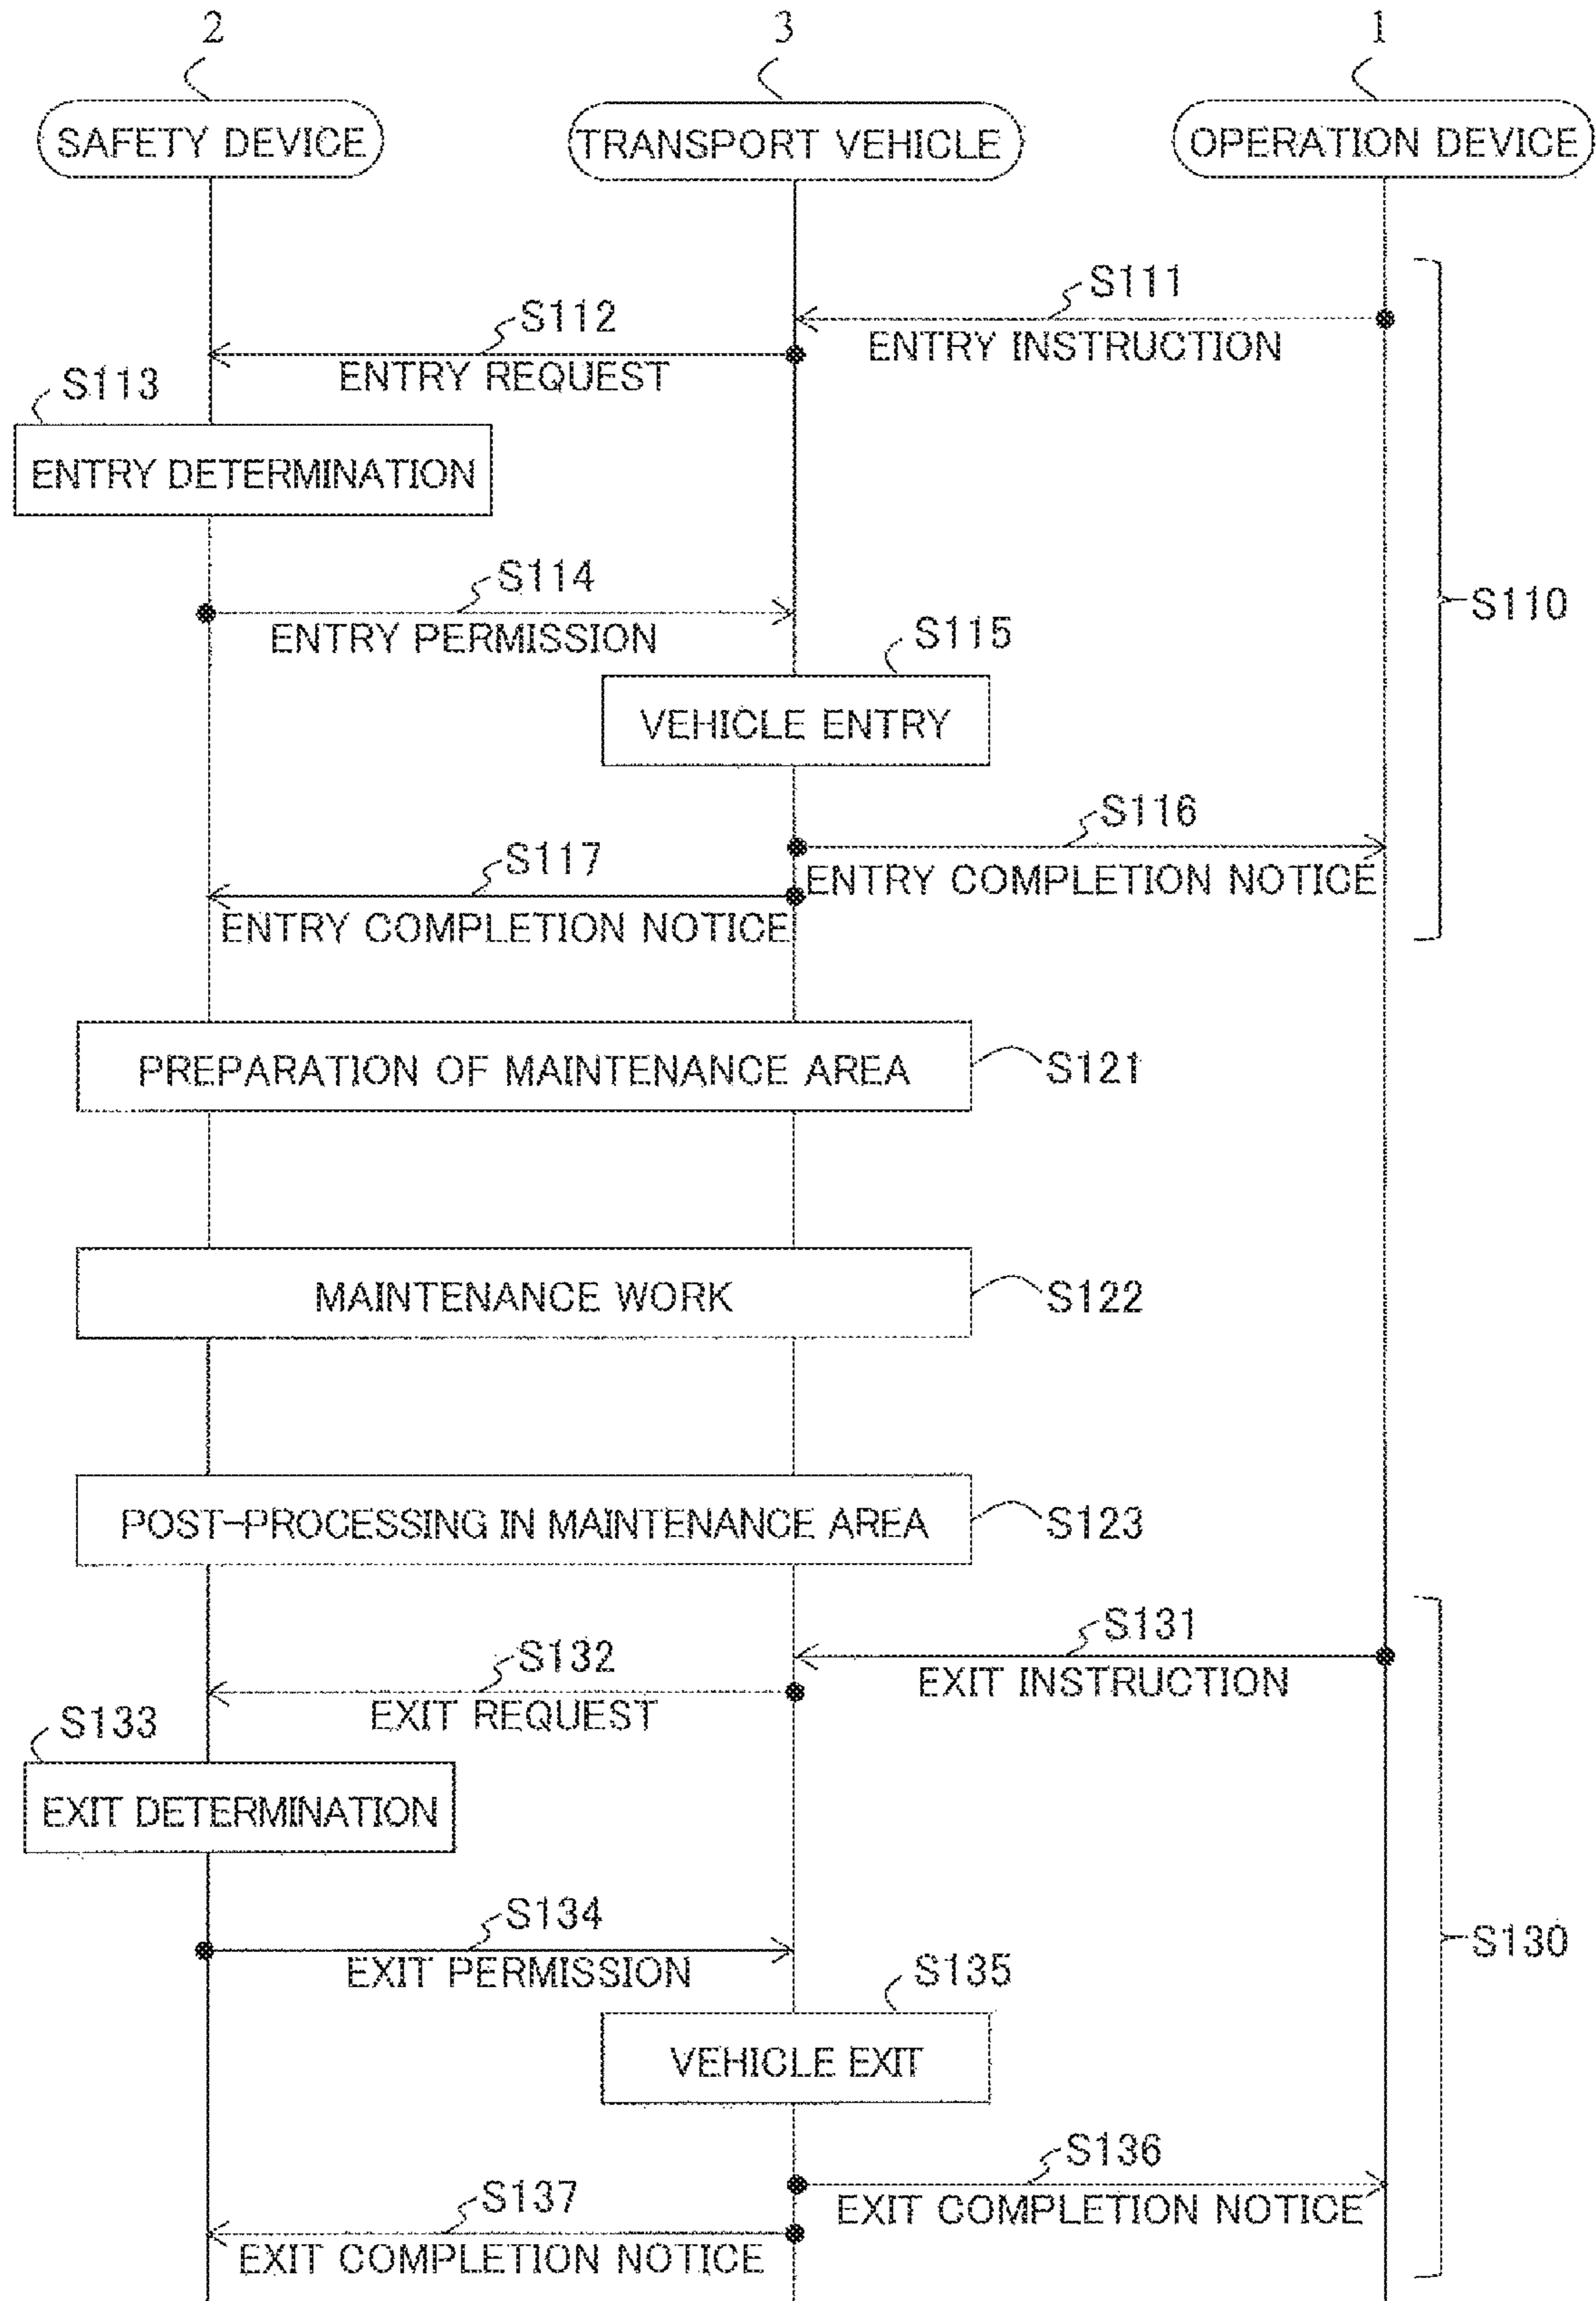 2
3
1
SAFETY DEVICE
TRANSPORT VEHICLE
OPERATION DEVICE
S111
ENTRY INSTRUCTION
S112
ENTRY REQUEST
S113
ENTRY DETERMINATION
S114
ENTRY PERMISSION
S110
S115
VEHICLE ENTRY
S116
ENTRY COMPLETION NOTICE
S117
ENTRY COMPLETION NOTICE
PREPARATION OF MAINTENANCE AREA
S121
MAINTENANCE WORK
S122
POST-PROCESSING IN MAINTENANCE AREA
S123
S131
EXIT INSTRUCTION
S132
EXIT REQUEST
S133
EXIT DETERMINATION
S134
EXIT PERMISSION
S130
S135
VEHICLE EXIT
S136
EXIT COMPLETION NOTICE
S137
EXIT COMPLETION NOTICE